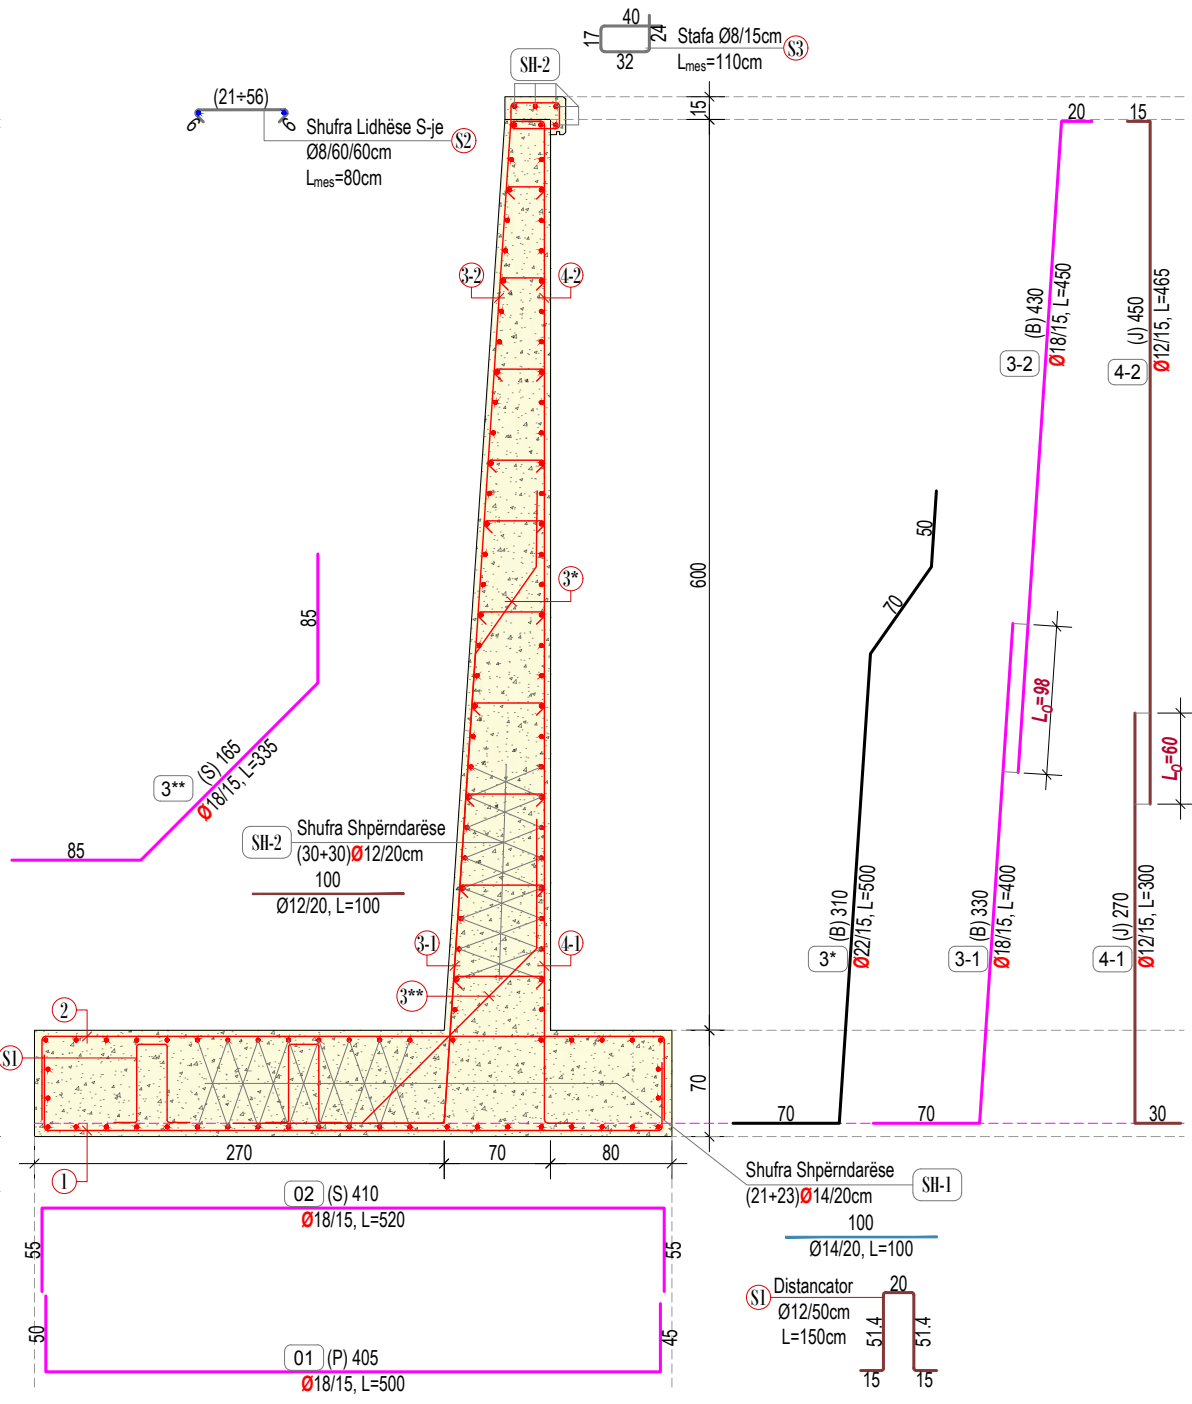 40
17
24
32
Stafa Ø8/15cm
Lmes=110cm
S3
SH-2
(21÷56)
6
6
Shufra Lidhëse S-je
Ø8/60/60cm
Lmes=80cm
S2
15
20
15
3-2
4-2
(B) 430
Ø18/15, L=450
3-2
(J) 450
Ø12/15, L=465
4-2
600
50
70
3*
85
(S) 165
Ø18/15, L=335
3**
85
Lo=98
Lo=60
SH-2
Shufra Shpërndarëse
(30+30)Ø12/20cm
100
Ø12/20, L=100
3-1
4-1
3**
(B) 310
Ø22/15, L=500
3*
(B) 330
Ø18/15, L=400
3-1
(J) 270
Ø12/15, L=300
4-1
2
S1
70
70
70
30
270
70
80
1
Shufra Shpërndarëse
(21+23)Ø14/20cm
SH-1
100
Ø14/20, L=100
02 (S) 410
Ø18/15, L=520
55
55
50
45
01 (P) 405
Ø18/15, L=500
S1
Distancator
Ø12/50cm
L=150cm
20
51.4
51.4
15
15